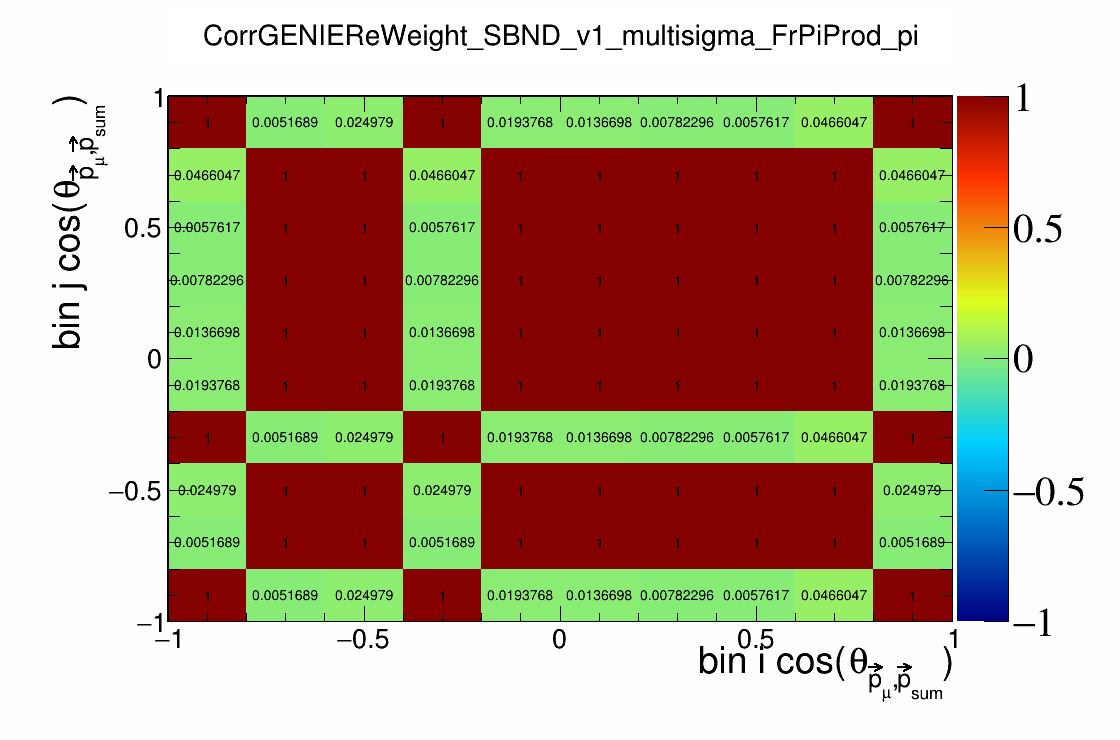 CorrGENIEReWeight_SBND_v1_multisigma_FrPiProd_pi
bin j cos(θ p⃗μ,p⃗sum)
1
0.5
0
−0.5
−1
1 0.0051689 0.024979 1 0.0193768 0.0136698 0.00782296 0.0057617 0.0466047 1
0.0466047 1 1 0.0466047 1 1 1 1 1 0.0466047
0.0057617 1 1 0.0057617 1 1 1 1 1 0.0057617
0.00782296 1 1 0.00782296 1 1 1 1 1 0.00782296
0.0136698 1 1 0.0136698 1 1 1 1 1 0.0136698
0.0193768 1 1 0.0193768 1 1 1 1 1 0.0193768
1 0.0051689 0.024979 1 0.0193768 0.0136698 0.00782296 0.0057617 0.0466047 1
0.024979 1 1 0.024979 1 1 1 1 1 0.024979
0.0051689 1 1 0.0051689 1 1 1 1 1 0.0051689
1 0.0051689 0.024979 1 0.0193768 0.0136698 0.00782296 0.0057617 0.0466047 1
−1 −0.5 0 0.5 1
bin i cos(θ p⃗μ,p⃗sum)
1
0.5
0
−0.5
−1